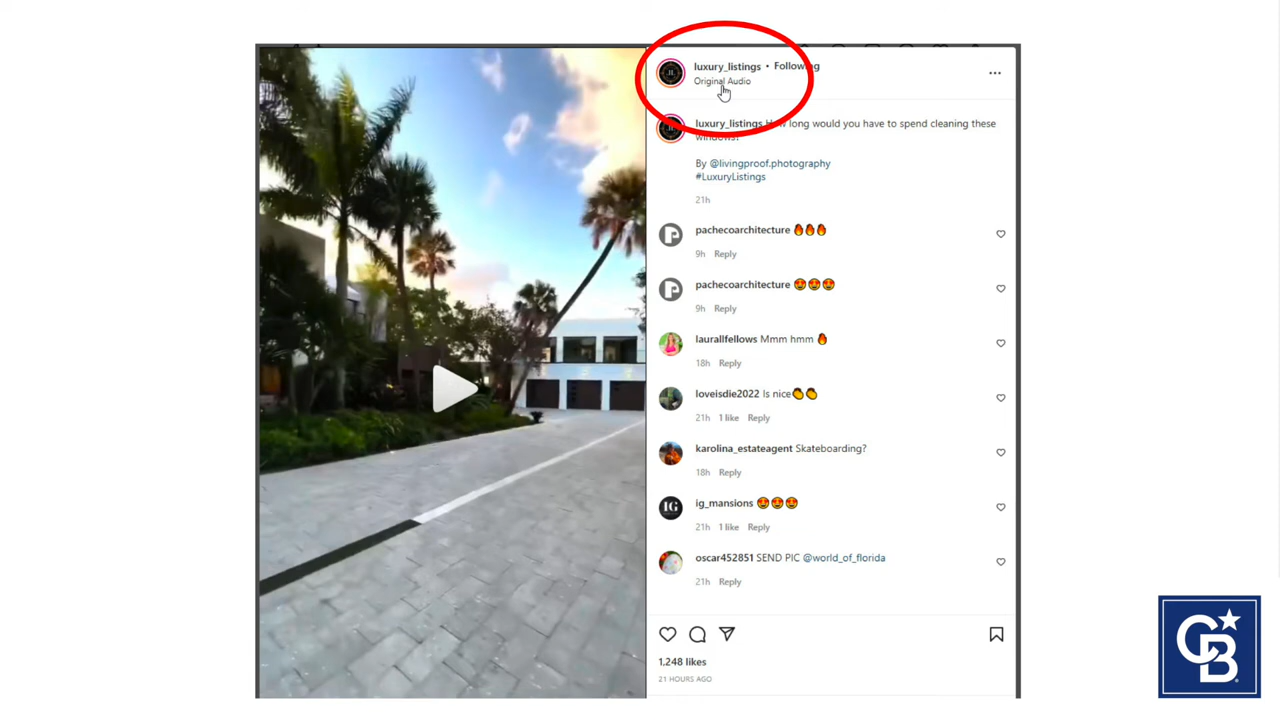 luxury_listings • Following
Original Audio
luxury_listings How long would you have to spend cleaning these
windows?
By @livingproof.photography
#LuxuryListings
21h
pachecoarchitecture 🔥🔥🔥
9h Reply
pachecoarchitecture 😍😍😍
9h Reply
laurallfellows Mmm hmm 🔥
18h Reply
loveisdie2022 Is nice👏👏
21h 1 like Reply
karolina_estateagent Skateboarding?
18h Reply
IG
ig_mansions 😍😍😍
21h 1 like Reply
oscar452851 SEND PIC @world_of_florida
21h Reply
1,248 likes
21 HOURS AGO
CB